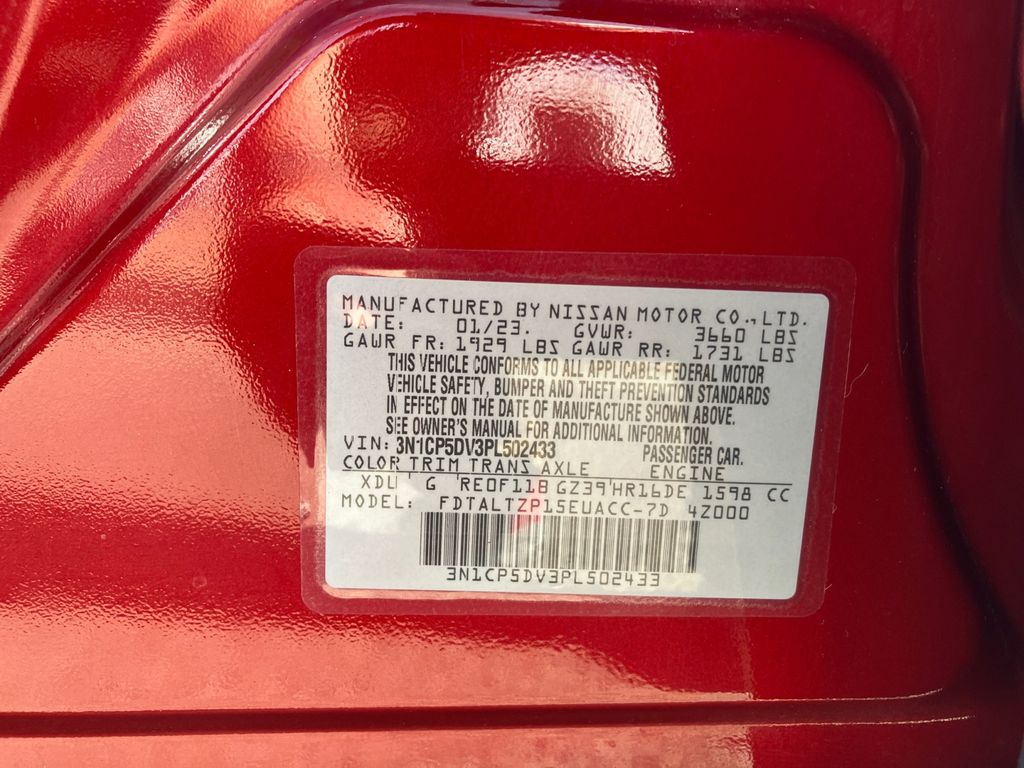 MANUFACTURED BY NISSAN MOTOR CO.,LTD.
DATE: 01/23. GVWR: 3660 LBS
GAWR FR: 1929 LBS GAWR RR: 1731 LBS
THIS VEHICLE CONFORMS TO ALL APPLICABLE FEDERAL MOTOR
VEHICLE SAFETY, BUMPER AND THEFT PREVENTION STANDARDS
IN EFFECT ON THE DATE OF MANUFACTURE SHOWN ABOVE.
SEE OWNER'S MANUAL FOR ADDITIONAL INFORMATION.
VIN: 3N1CP5DV3PL502433 PASSENGER CAR.
COLOR TRIM TRANS AXLE ENGINE
XDU ' G 'RE0F11B GZ39'HR16DE 1598 CC
MODEL: FDTALTZP15EUACC-7D 4Z000
3N1CP5DV3PL502433